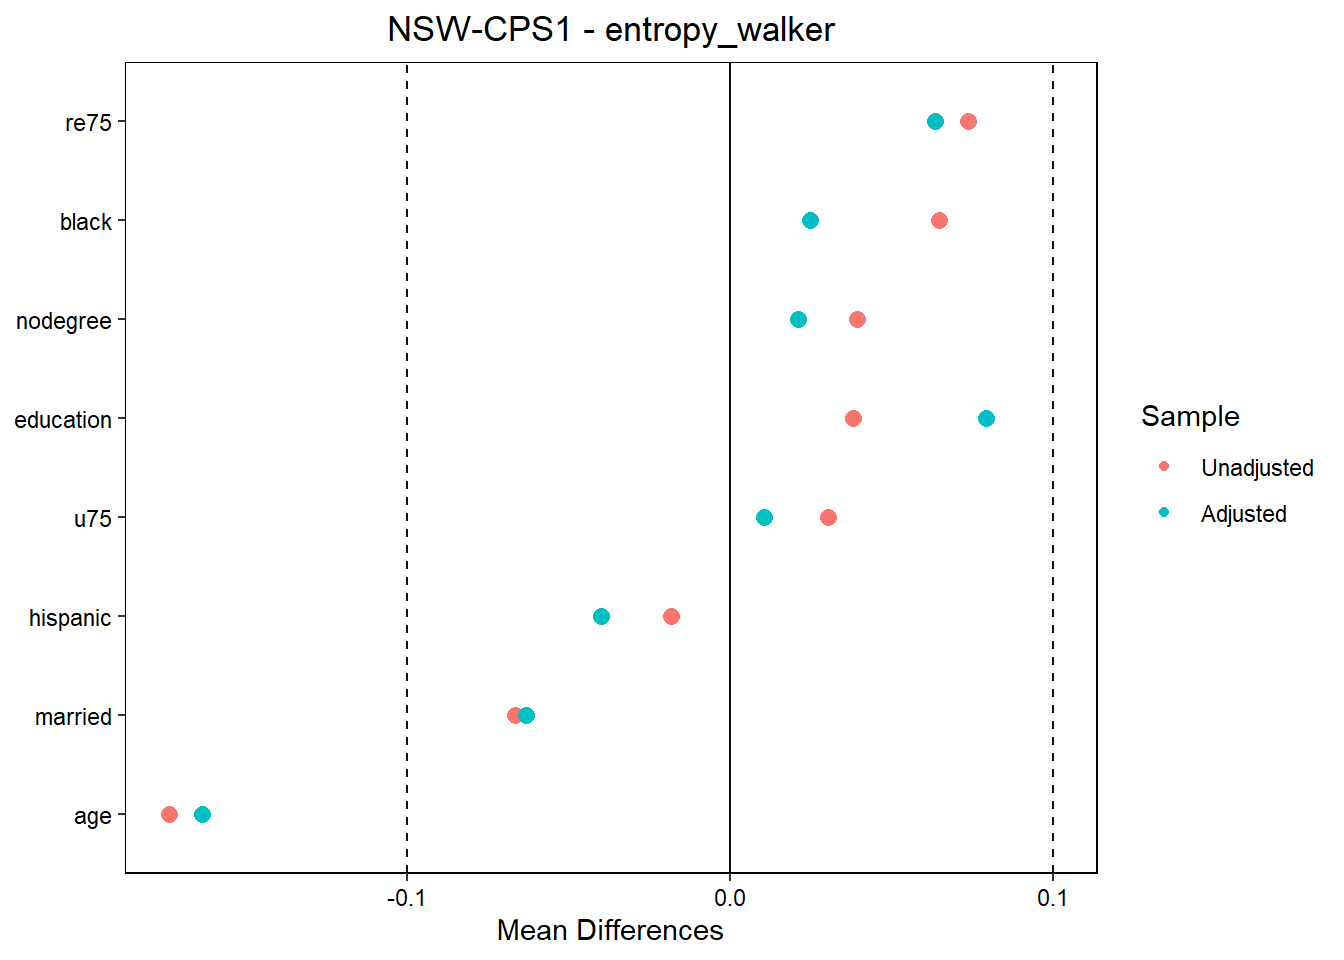 NSW-CPS1 - entropy_walker
re75
black
nodegree
education
u75
hispanic
married
age
-0.1
0.0
0.1
Mean Differences
Sample
Unadjusted
Adjusted